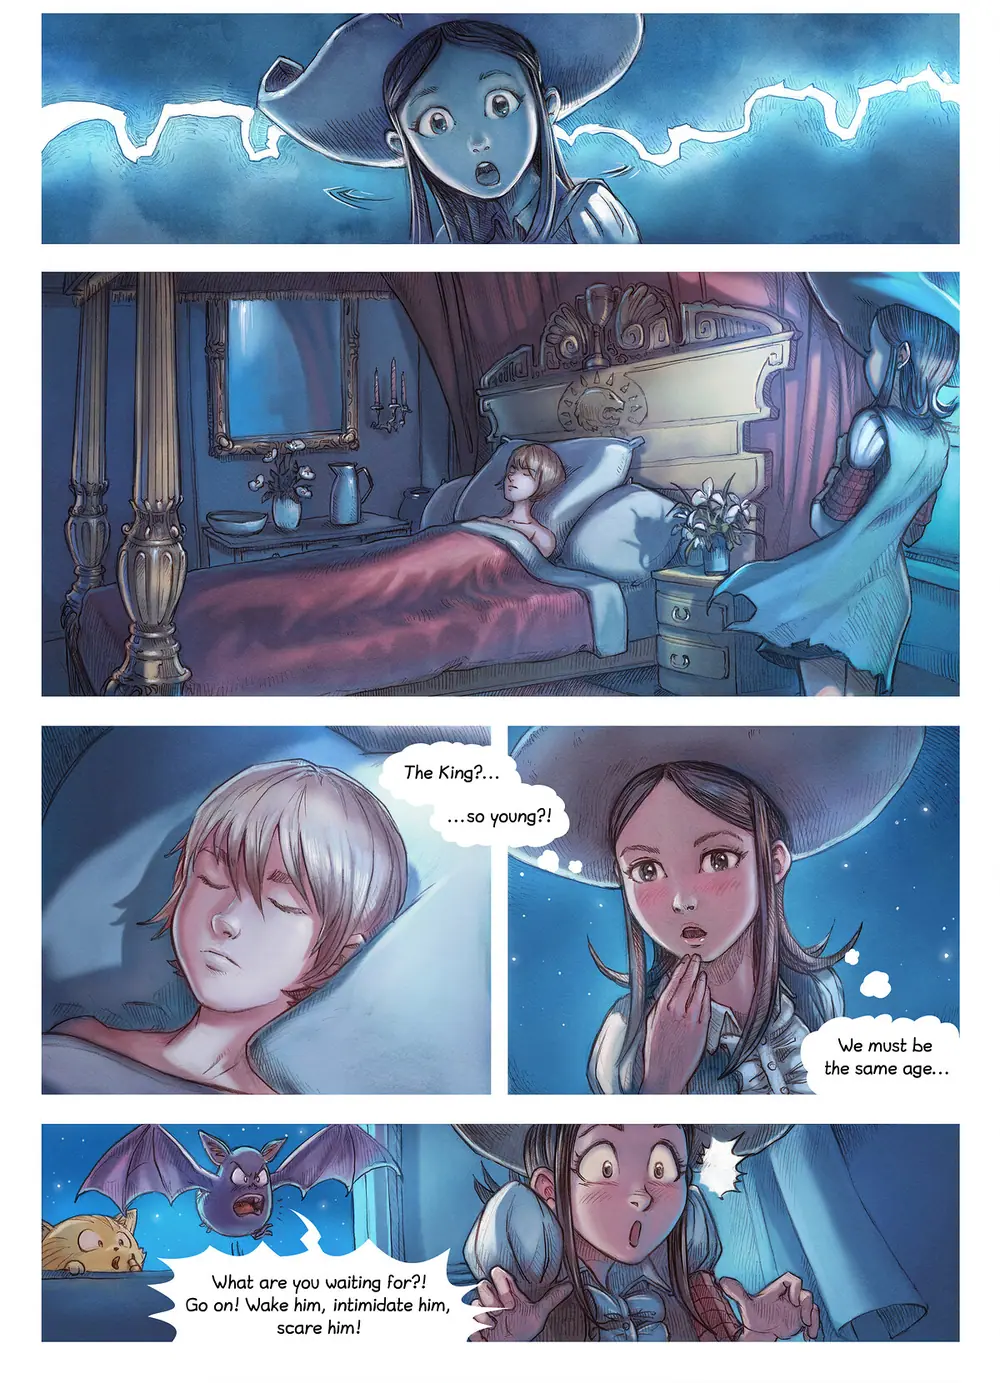 The King?...
...so young?!
We must be
the same age...
What are you waiting for?!
Go on! Wake him, intimidate him,
scare him!